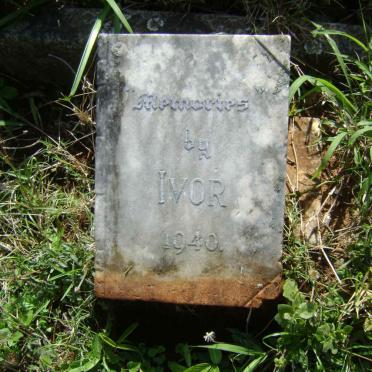 Memories
by
IVOR
1940.